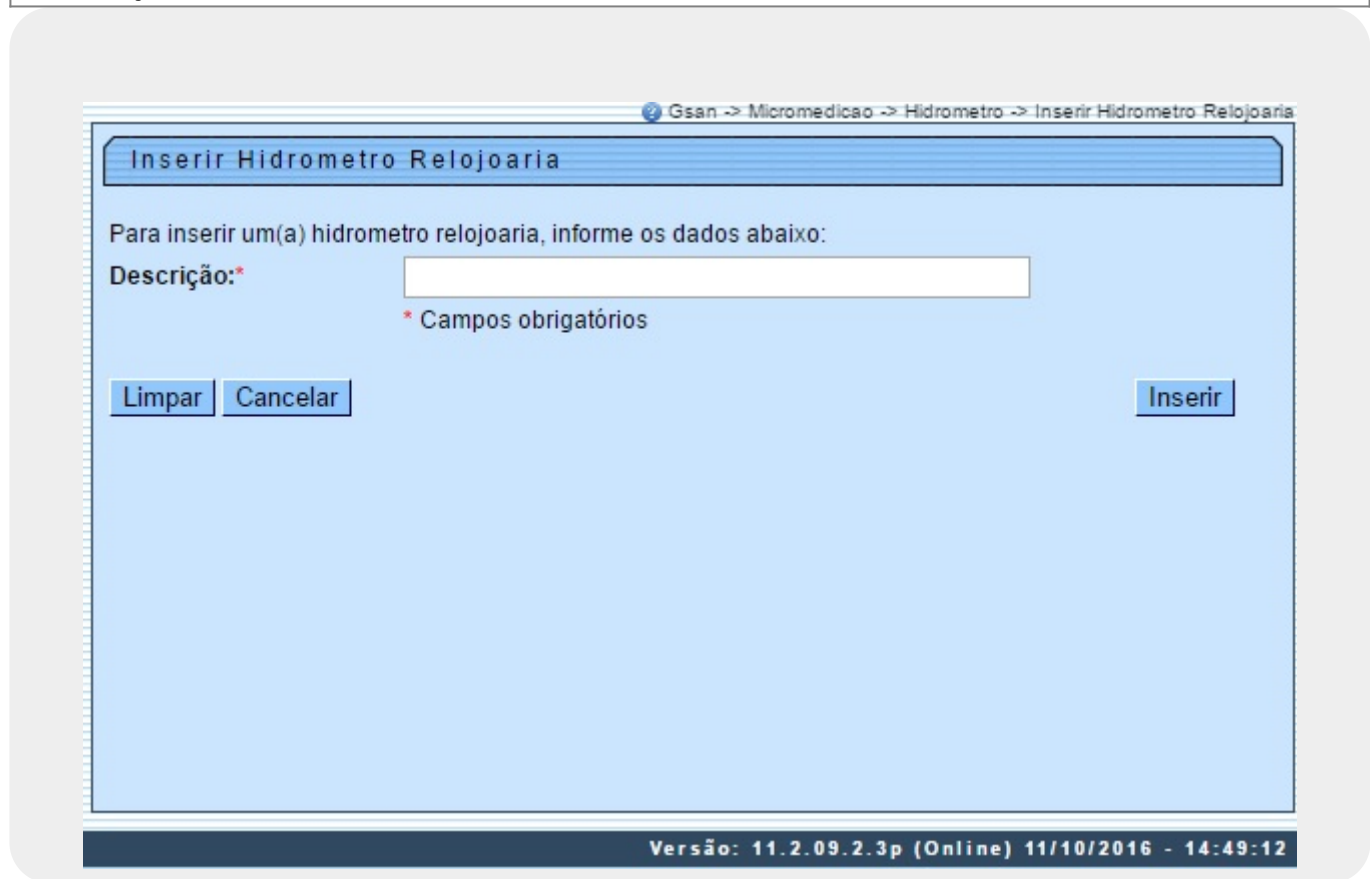 Gsan -> Micromedicao -> Hidrometro -> Inserir Hidrometro Relojoaria
Inserir Hidrometro Relojoaria
Para inserir um(a) hidrometro relojoaria, informe os dados abaixo:
Descrição:*
* Campos obrigatórios
Limpar Cancelar Inserir
Versão: 11.2.09.2.3p (Online) 11/10/2016 - 14:49:12